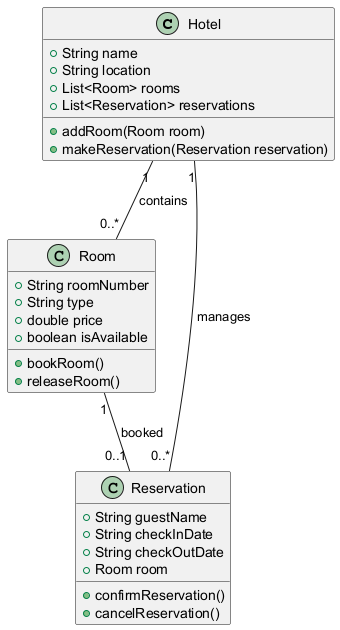 C Hotel
String name
String location
List<Room> rooms
List<Reservation> reservations
addRoom(Room room)
makeReservation(Reservation reservation)
1
1
contains
0..*
C Room
String roomNumber
String type
double price
boolean isAvailable
bookRoom()
releaseRoom()
manages
1
booked
0..1
0..*
C Reservation
String guestName
String checkInDate
String checkOutDate
Room room
confirmReservation()
cancelReservation()